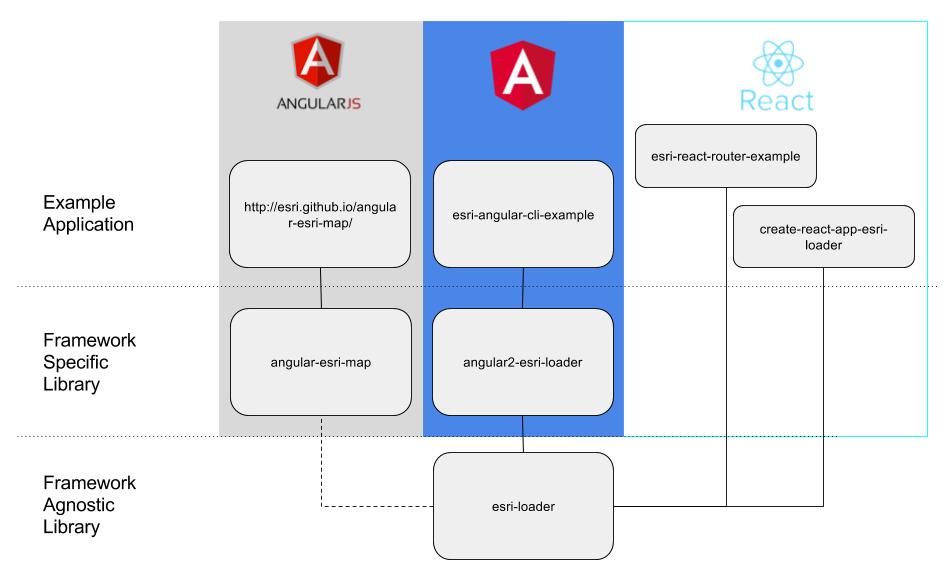 A
ANGULARJS
A
React
Example
Application
http://esri.github.io/angula
r-esri-map/
esri-angular-cli-example
esri-react-router-example
create-react-app-esri-
loader
Framework
Specific
Library
angular-esri-map
angular2-esri-loader
Framework
Agnostic
Library
esri-loader